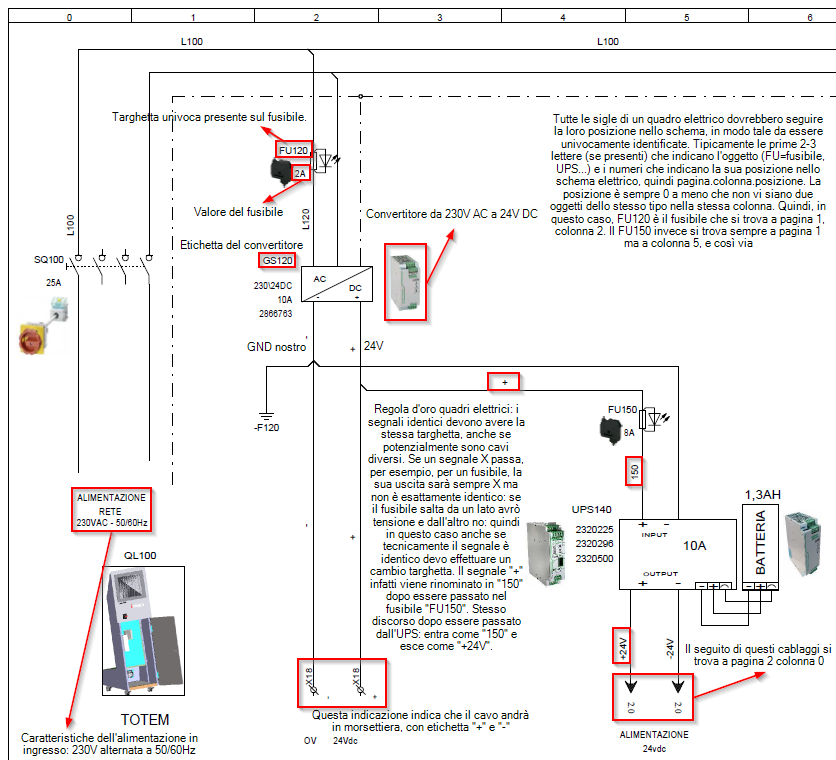 0 1 2 3 4 5 6
L100 L100
Targhetta univoca presente sul fusibile.
FU120
2A
Valore del fusibile
L120
Etichetta del convertitore
GS120
230\24DC
10A
2866763
AC
DC
- +
Convertitore da 230V AC a 24V DC
Tutte le sigle di un quadro elettrico dovrebbero seguire
la loro posizione nello schema, in modo tale da essere
univocamente identificate. Tipicamente le prime 2-3
lettere (se presenti) che indicano l'oggetto (FU=fusibile,
UPS...) e i numeri che indicano la sua posizione nello
schema elettrico, quindi pagina.colonna.posizione. La
posizione è sempre 0 a meno che non vi siano due
oggetti dello stesso tipo nella stessa colonna. Quindi, in
questo caso, FU120 è il fusibile che si trova a pagina 1,
colonna 2. Il FU150 invece si trova sempre a pagina 1
ma a colonna 5, e così via
L100
SQ100
25A
GND nostro
- +
24V
+
-F120
Regola d'oro quadri elettrici: i
segnali identici devono avere la
stessa targhetta, anche se
potenzialmente sono cavi
diversi. Se un segnale X passa,
per esempio, per un fusibile, la
sua uscita sarà sempre X ma
non è esattamente identico: se
il fusibile salta da un lato avrò
tensione e dall'altro no: quindi
in questo caso anche se
tecnicamente il segnale è
identico devo effettuare un
cambio targhetta. Il segnale "+"
infatti viene rinominato in "150"
dopo essere passato nel
fusibile "FU150". Stesso
discorso dopo essere passato
dall'UPS: entra come "150" e
esce come "+24V".
- +
FU150
8A
150
UPS140
2320225
2320296
2320500
+ -
INPUT
10A
OUTPUT
+ -
- +
1,3AH
BATTERIA
- +
+24V
-24V
Il seguito di questi cablaggi si
trova a pagina 2 colonna 0
2.0 2.0
ALIMENTAZIONE
24vdc
ALIMENTAZIONE
RETE
230VAC - 50/60Hz
QL100
TOTEM
Caratteristiche dell'alimentazione in
ingresso: 230V alternata a 50/60Hz
X18 X18
- +
Questa indicazione indica che il cavo andrà
in morsettiera, con etichetta "+" e "-"
0V 24Vdc